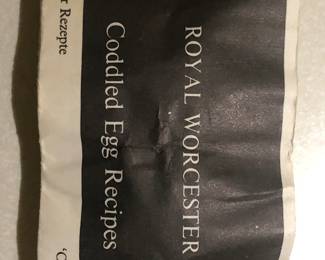 ROYAL WORCESTER
Coddled Egg Recipes
r Rezepte
'C